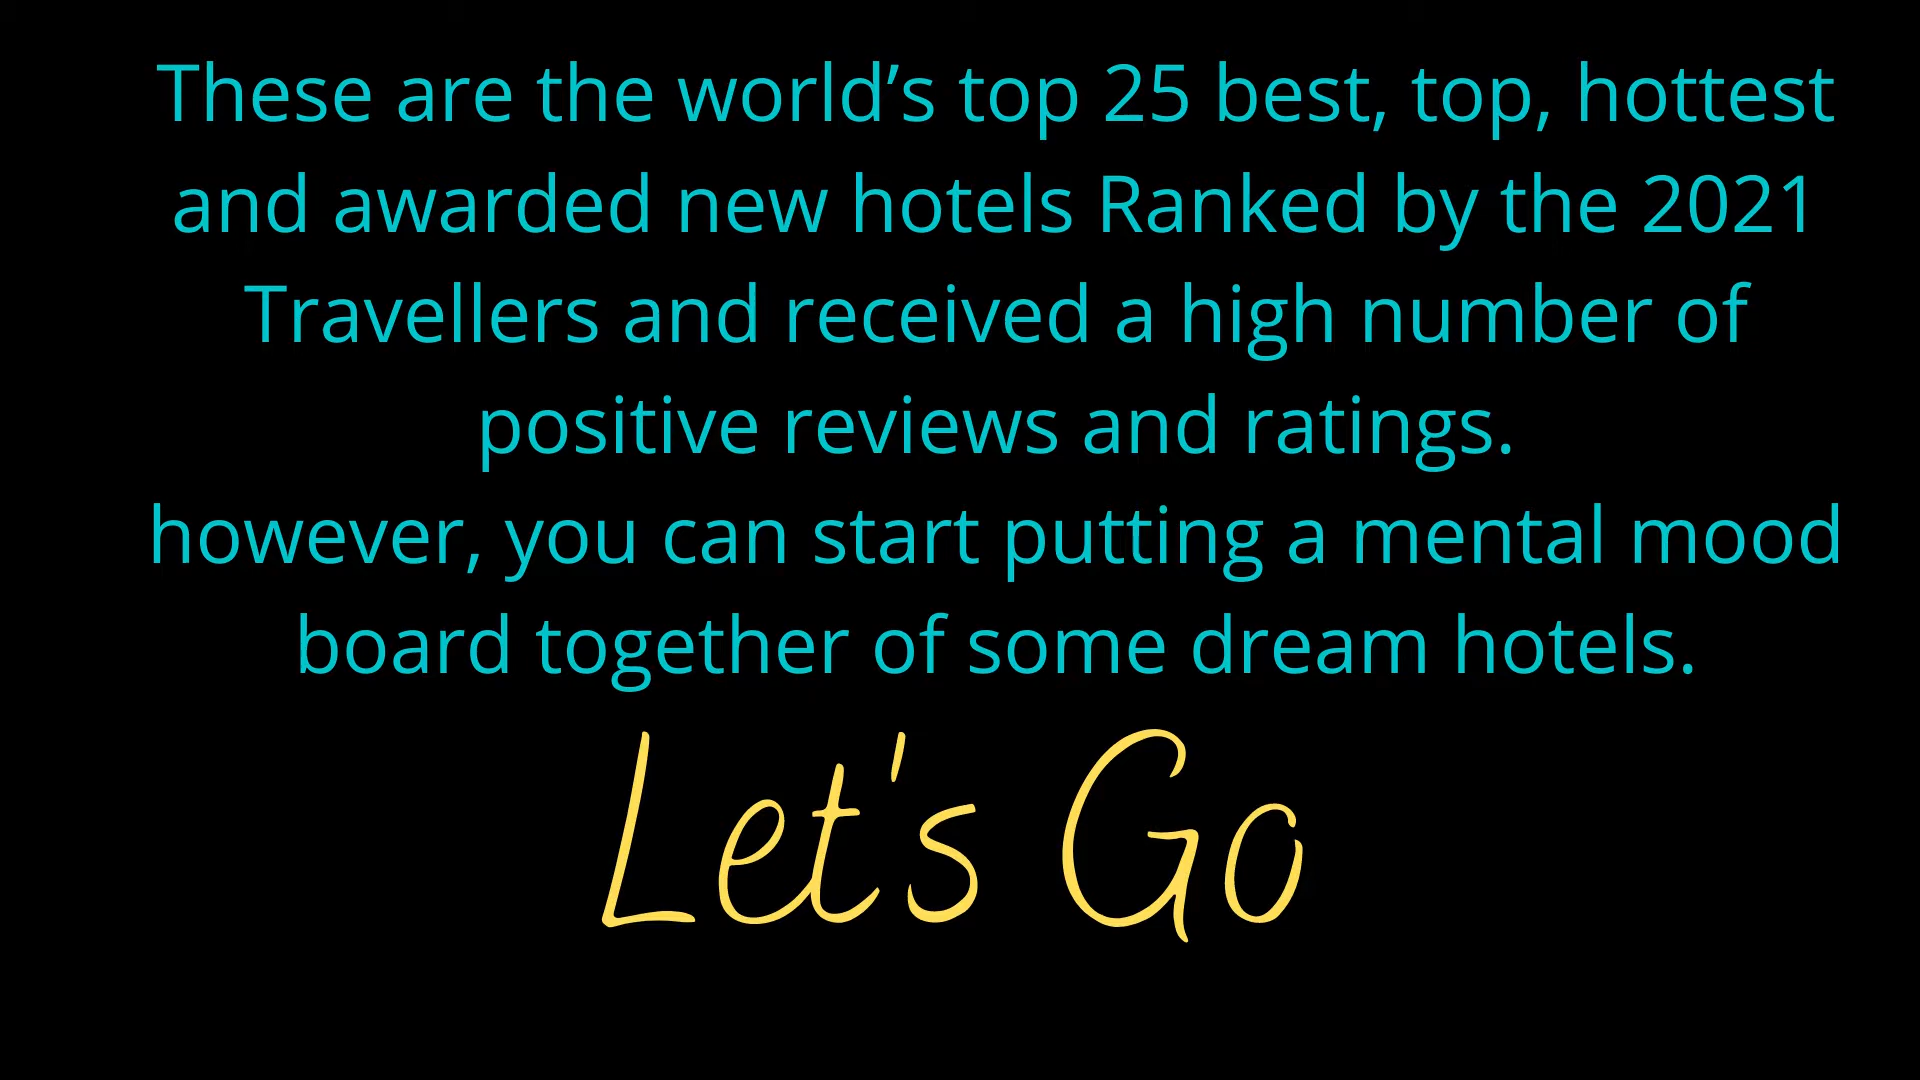 These are the world’s top 25 best, top, hottest
and awarded new hotels Ranked by the 2021
Travellers and received a high number of
positive reviews and ratings.
however, you can start putting a mental mood
board together of some dream hotels.
Let's Go